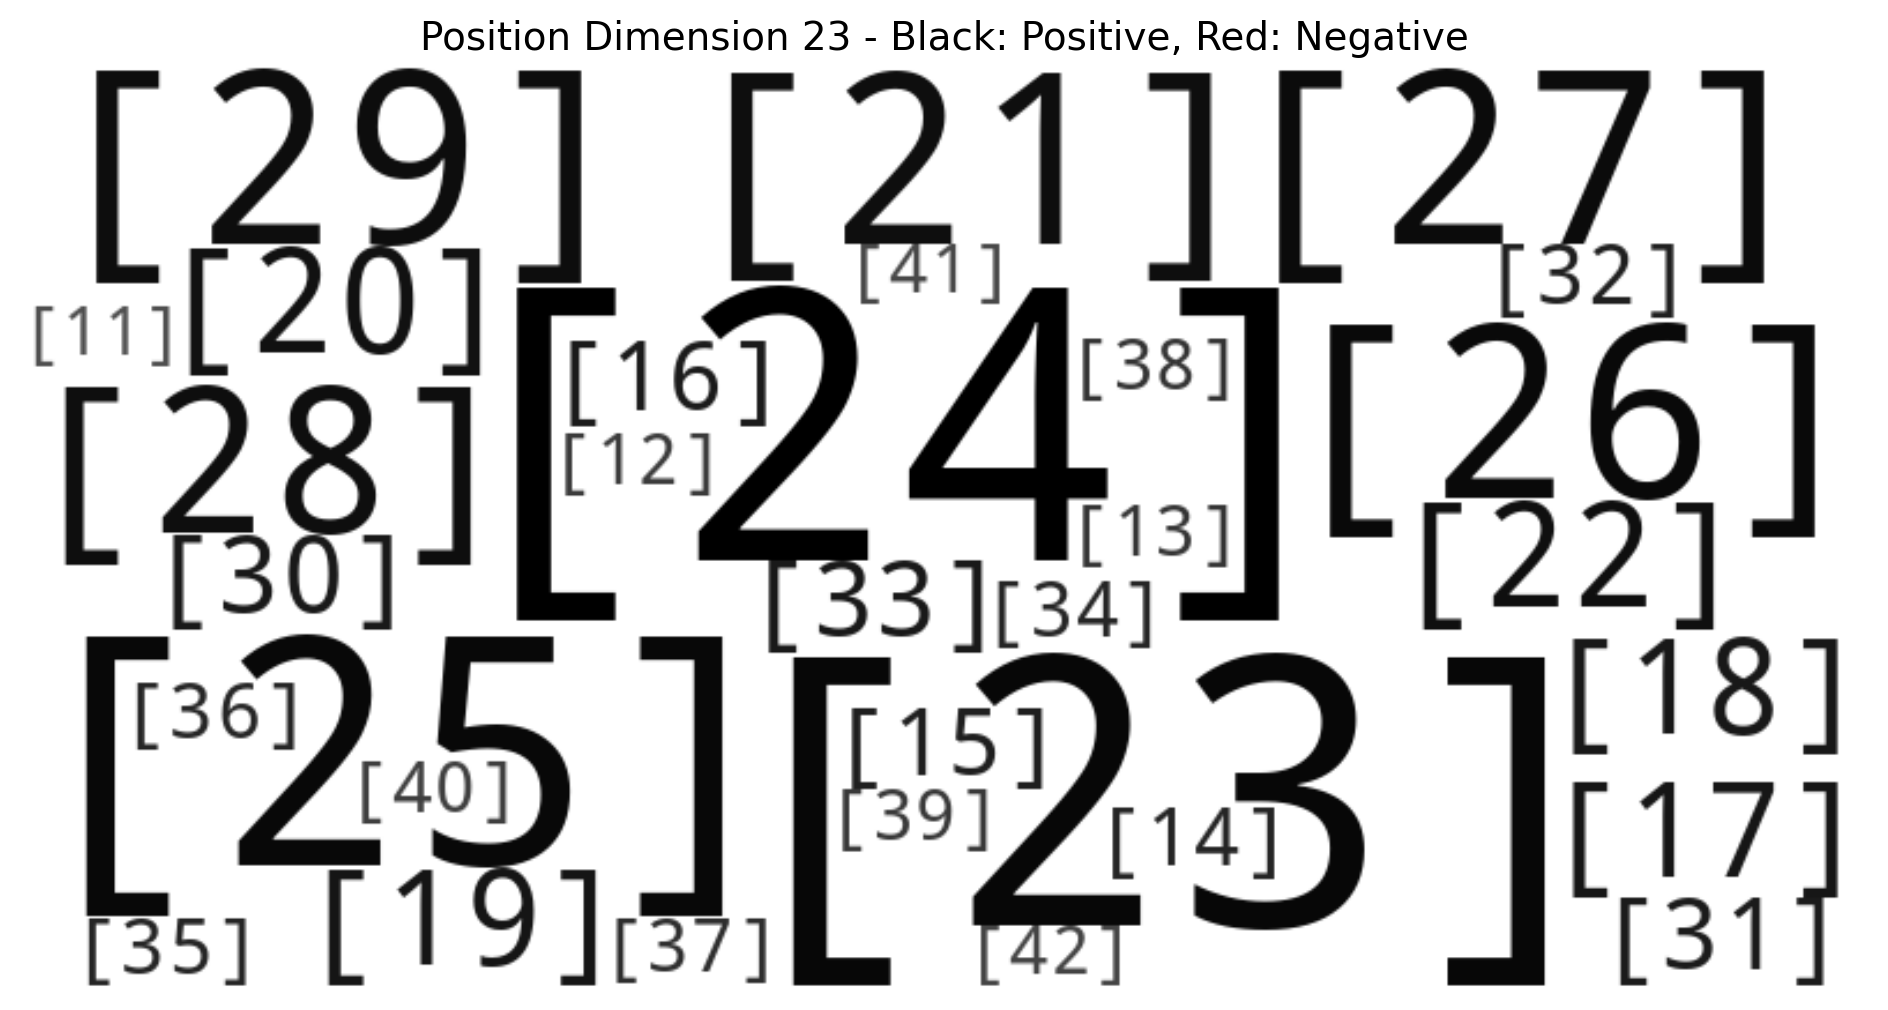 Position Dimension 23 - Black: Positive, Red: Negative
[29] [21] [27]
[41] [32]
[20]
[11]
[24]
[16] [38] [26]
[28] [12]
[13]
[30] [22]
[33] [34]
[25] [23] [18]
[36] [15]
[40] [39] [14] [17]
[19] [31]
[35] [37] [42]